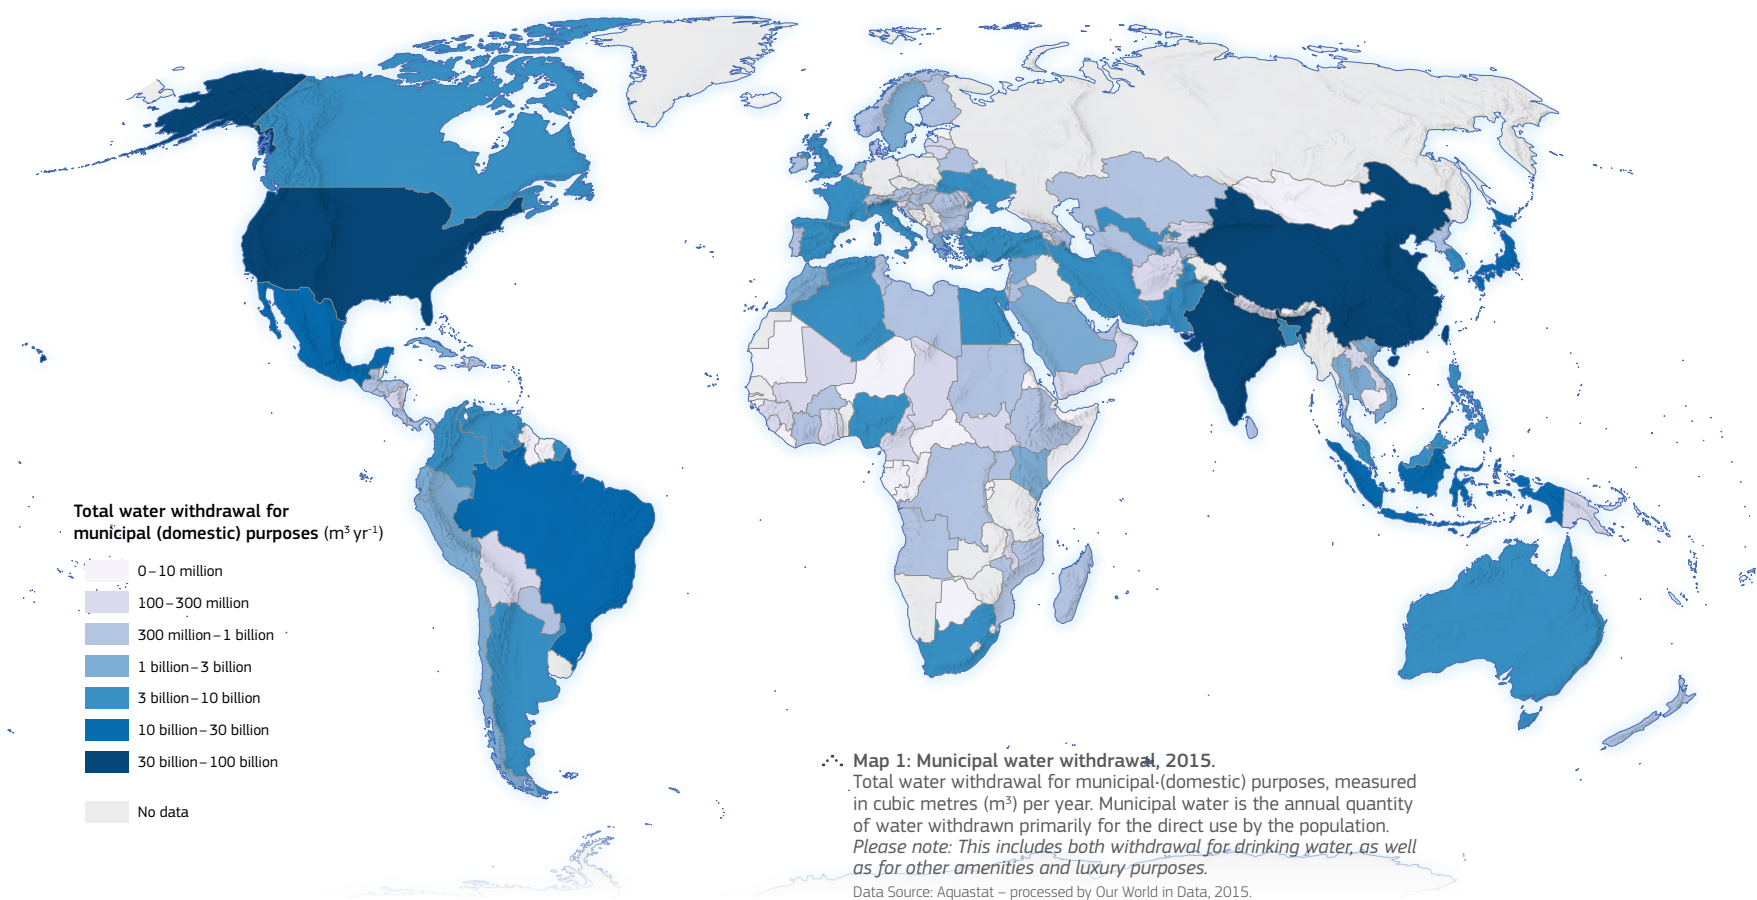 Total water withdrawal for
municipal (domestic) purposes (m³ yr⁻¹)
0–10 million
100–300 million
300 million–1 billion
1 billion–3 billion
3 billion–10 billion
10 billion–30 billion
30 billion–100 billion
No data
Map 1: Municipal water withdrawal, 2015.
Total water withdrawal for municipal (domestic) purposes, measured
in cubic metres (m³) per year. Municipal water is the annual quantity
of water withdrawn primarily for the direct use by the population.
Please note: This includes both withdrawal for drinking water, as well
as for other amenities and luxury purposes.
Data Source: Aquastat – processed by Our World in Data, 2015.